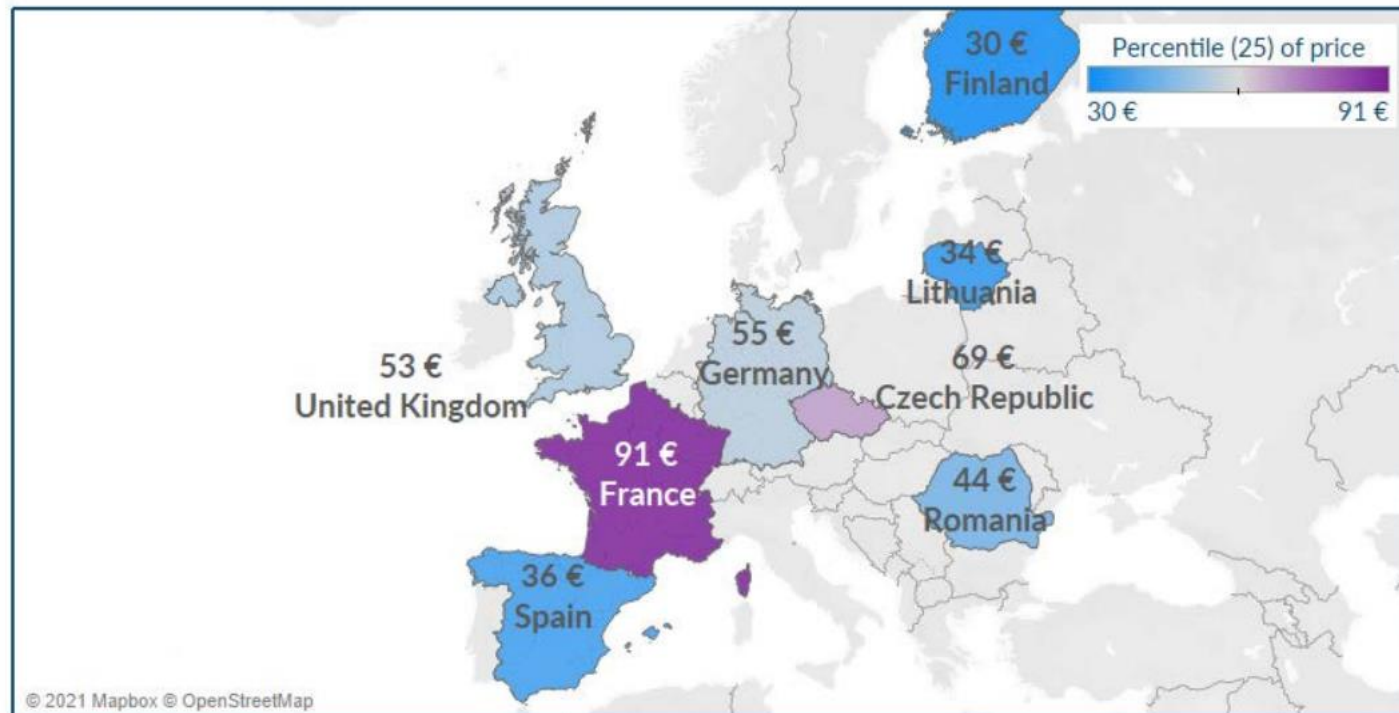 30 €
Finland
Percentile (25) of price
30 €
91 €
34 €
Lithuania
55 €
Germany
69 €
Czech Republic
53 €
United Kingdom
91 €
France
44 €
Romania
36 €
Spain
© 2021 Mapbox © OpenStreetMap